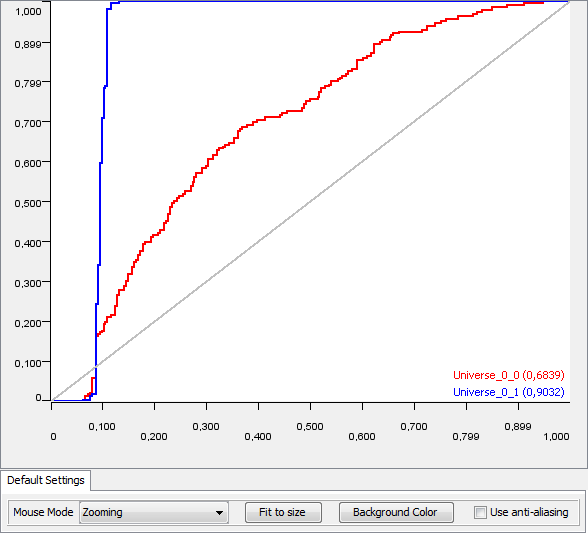 1,000
0,899
0,799
0,700
0,600
0,500
0,400
0,300
0,200
0,100
0
Universe_0_0 (0,6839)
Universe_0_1 (0,9032)
0 0,100 0,200 0,300 0,400 0,500 0,600 0,700 0,799 0,899 1,000
Default Settings
Mouse Mode Zooming Fit to size Background Color Use anti-aliasing